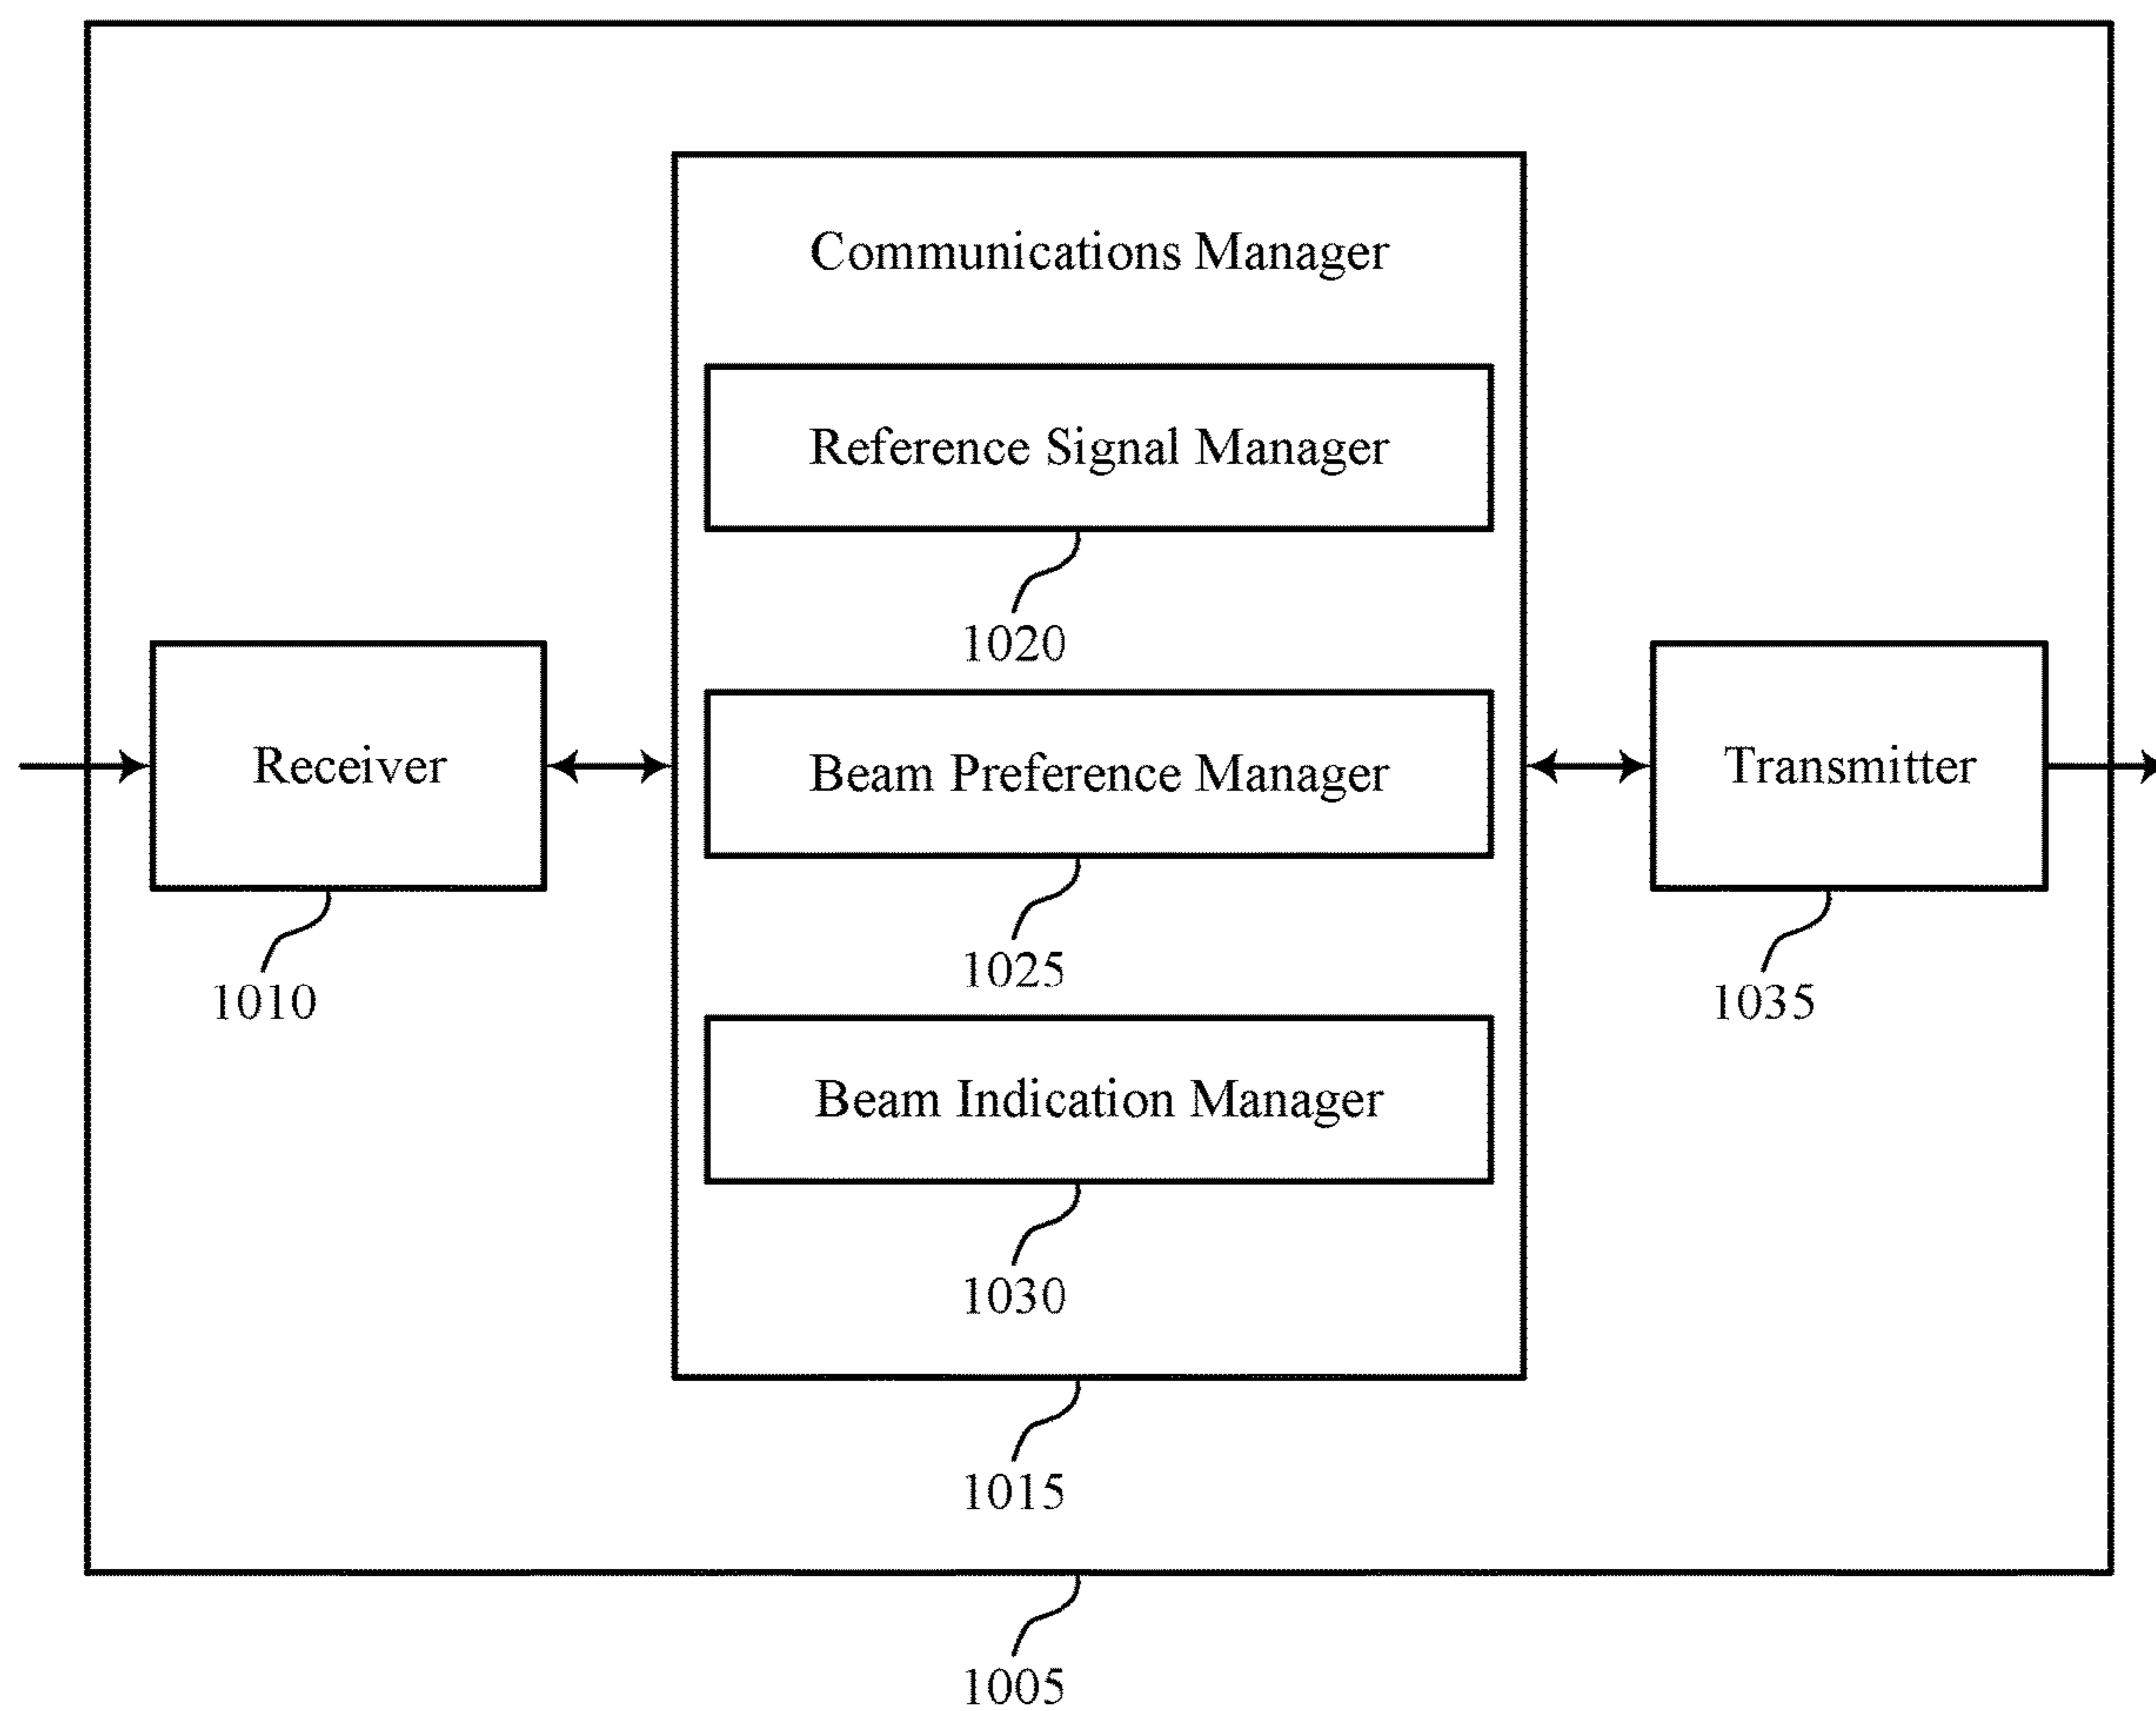 Communications Manager
Reference Signal Manager
1020
Receiver
1010
Beam Preference Manager
1025
Transmitter
1035
Beam Indication Manager
1030
1015
1005